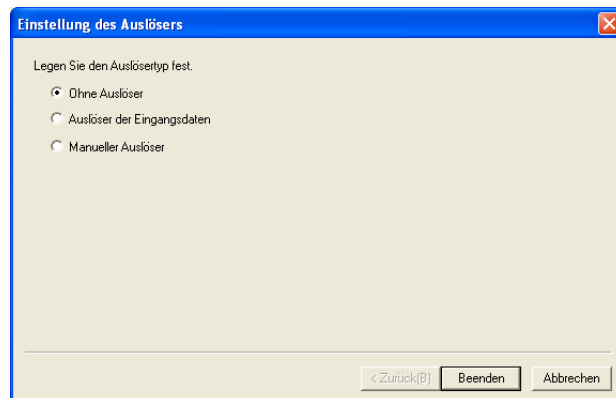 Einstellung des Auslösers
Legen Sie den Auslösertyp fest.
Ohne Auslöser
Auslöser der Eingangsdaten
Manueller Auslöser
< Zurück(B) Beenden Abbrechen